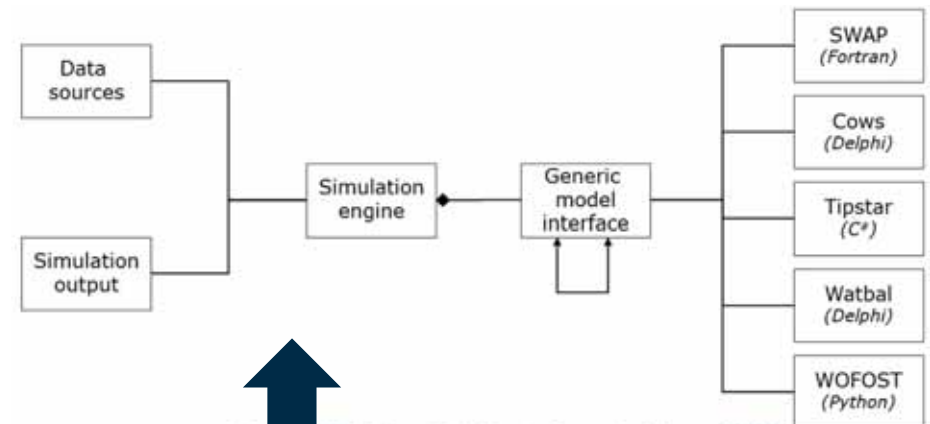 Data
sources
Simulation
output
Simulation
engine
Generic
model
interface
SWAP
(Fortran)
Cows
(Delphi)
Tipstar
(C#)
Watbal
(Delphi)
WOFOST
(Python)